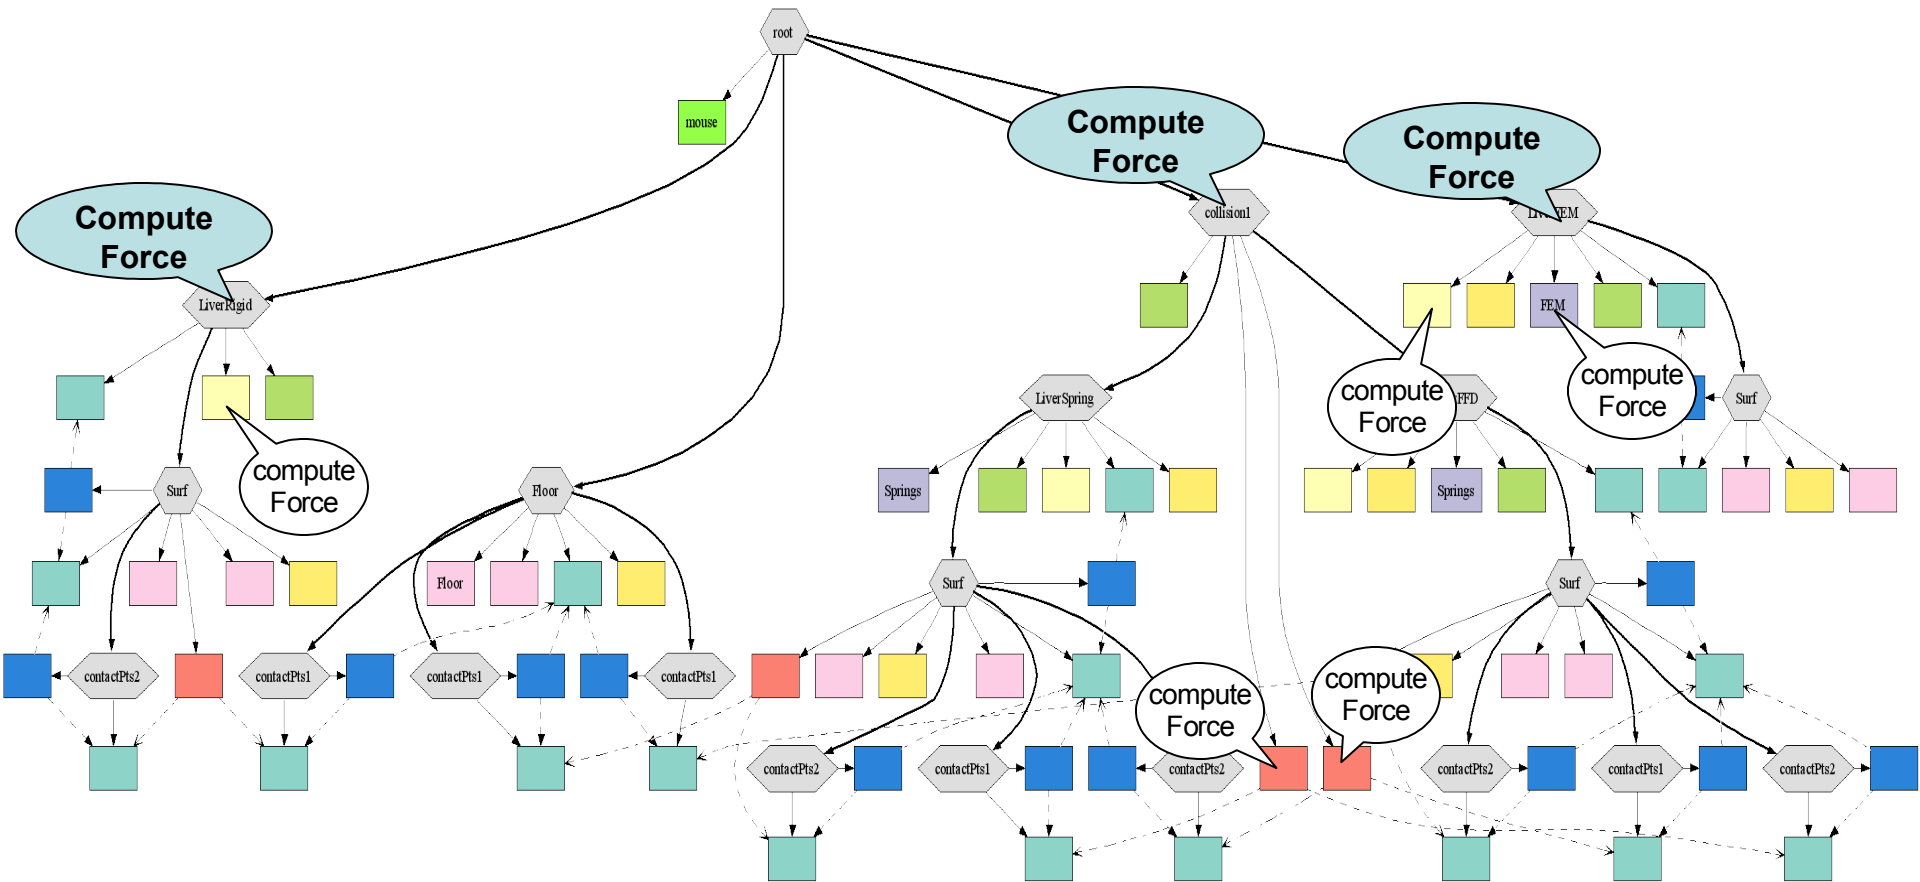 root
mouse
Compute
Force
Compute
Force
Compute
Force
collision1
LiverRigid
FEM
compute
Force
compute
Force
compute
Force
LiverSpring
FFD
Surf
Surf
Floor
Springs
Springs
Floor
Surf
Surf
contactPts2
contactPts1
contactPts1
contactPts1
compute
Force
compute
Force
contactPts2
contactPts1
contactPts2
contactPts2
contactPts1
contactPts2